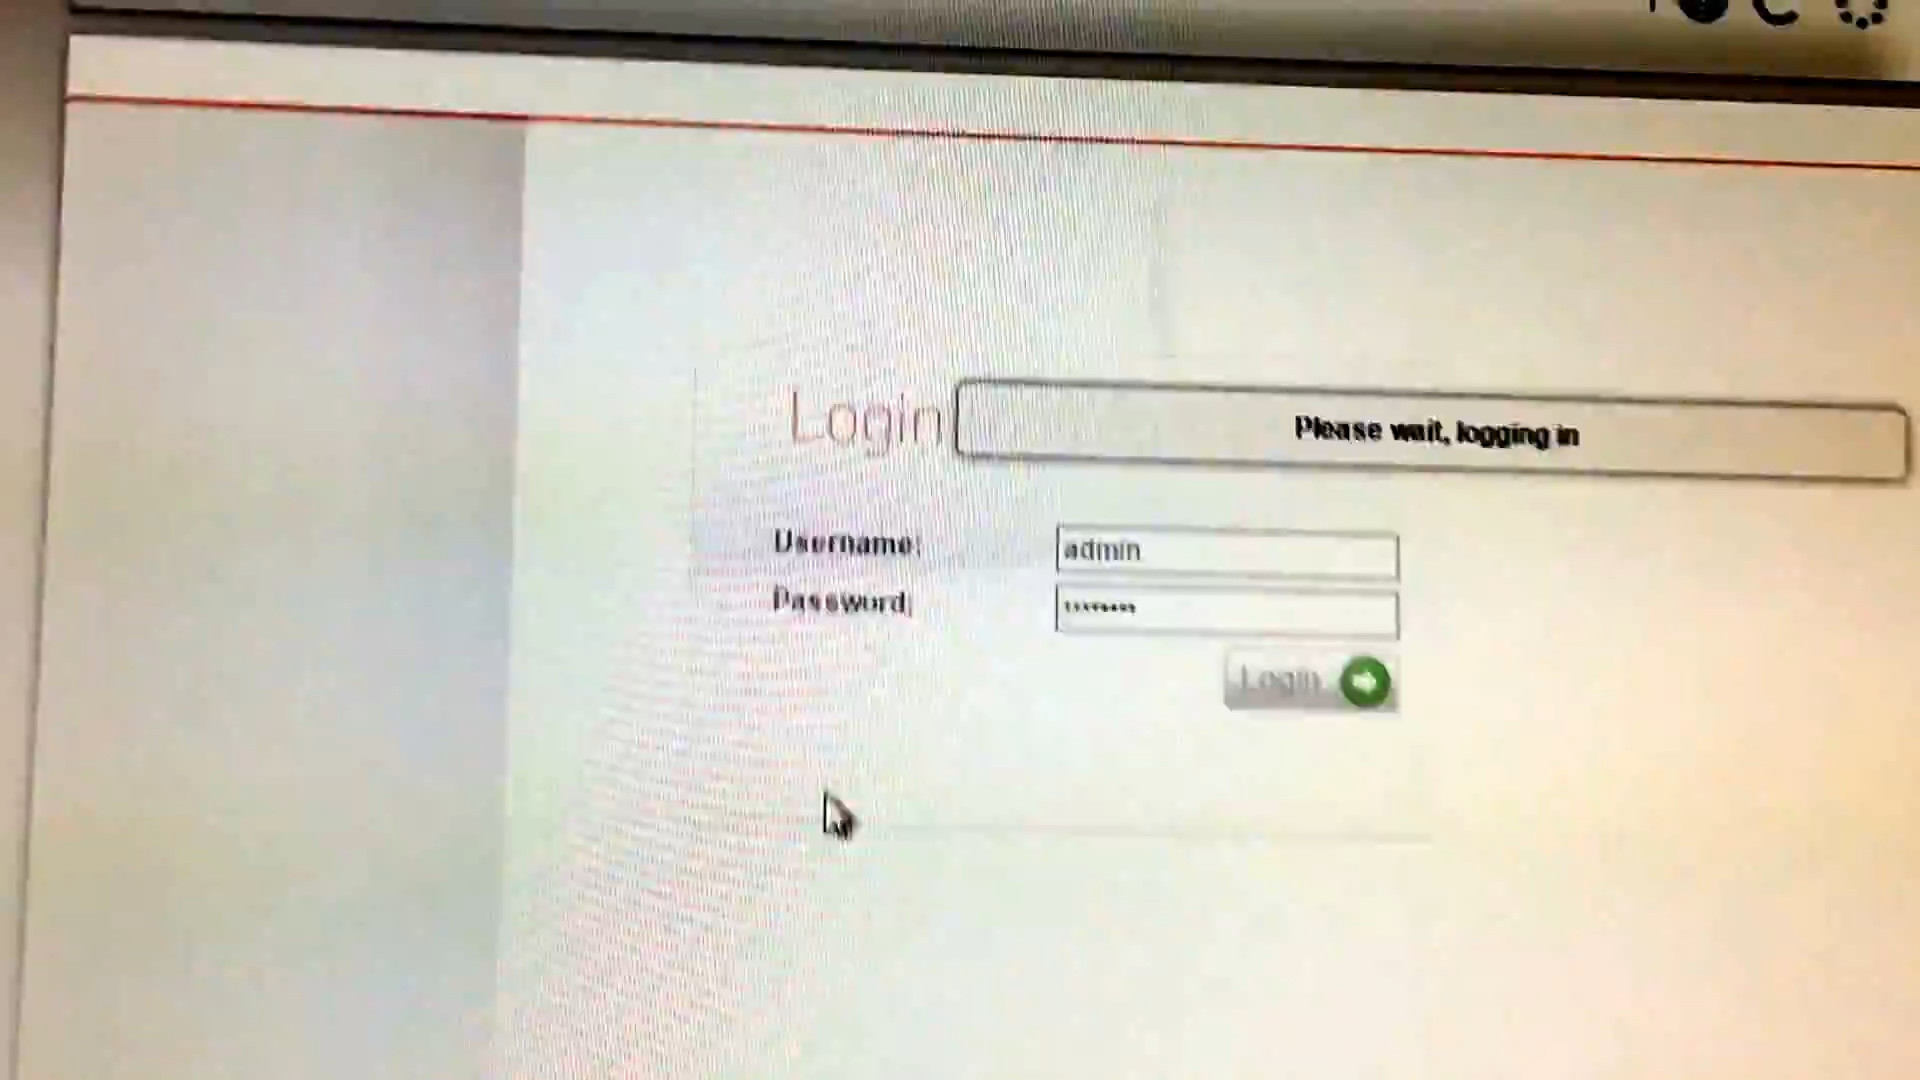 Login
Please wait, logging in
Username:
admin
Password:
Login